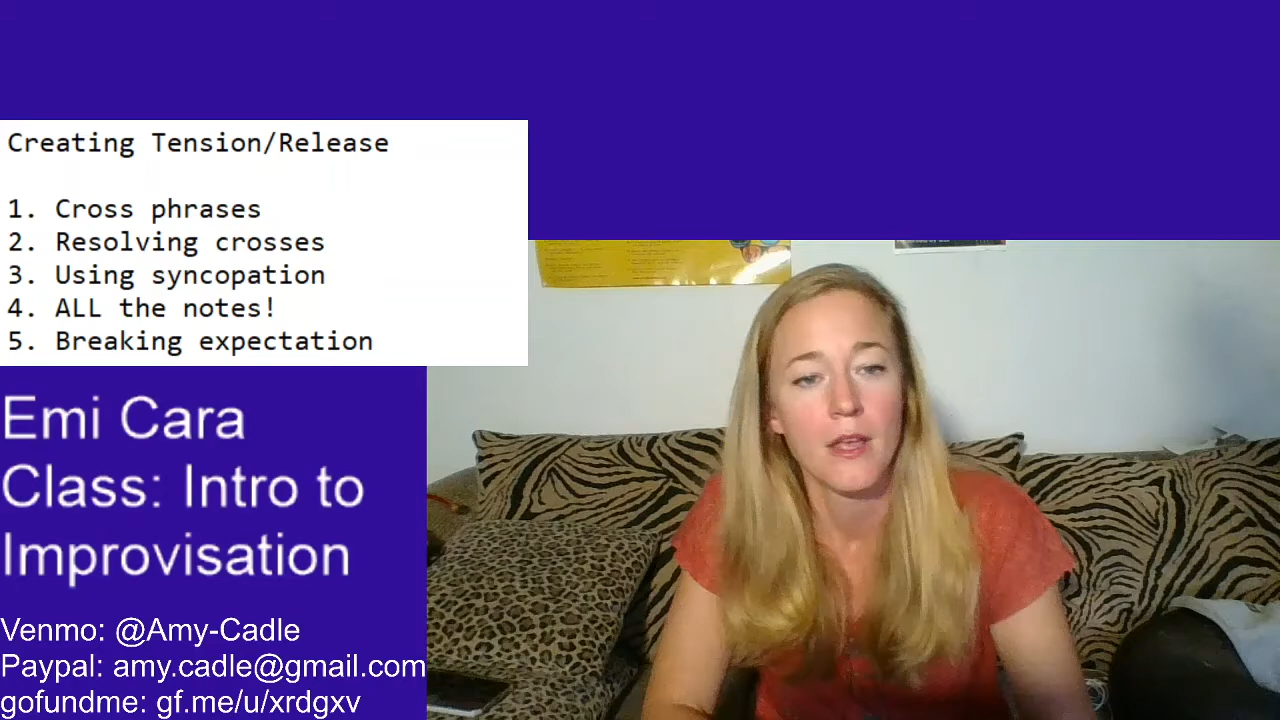 Creating Tension/Release
1. Cross phrases
2. Resolving crosses
3. Using syncopation
4. ALL the notes!
5. Breaking expectation
Emi Cara
Class: Intro to
Improvisation
Venmo: @Amy-Cadle
Paypal: amy.cadle@gmail.com
gofundme: gf.me/u/xrdgxv